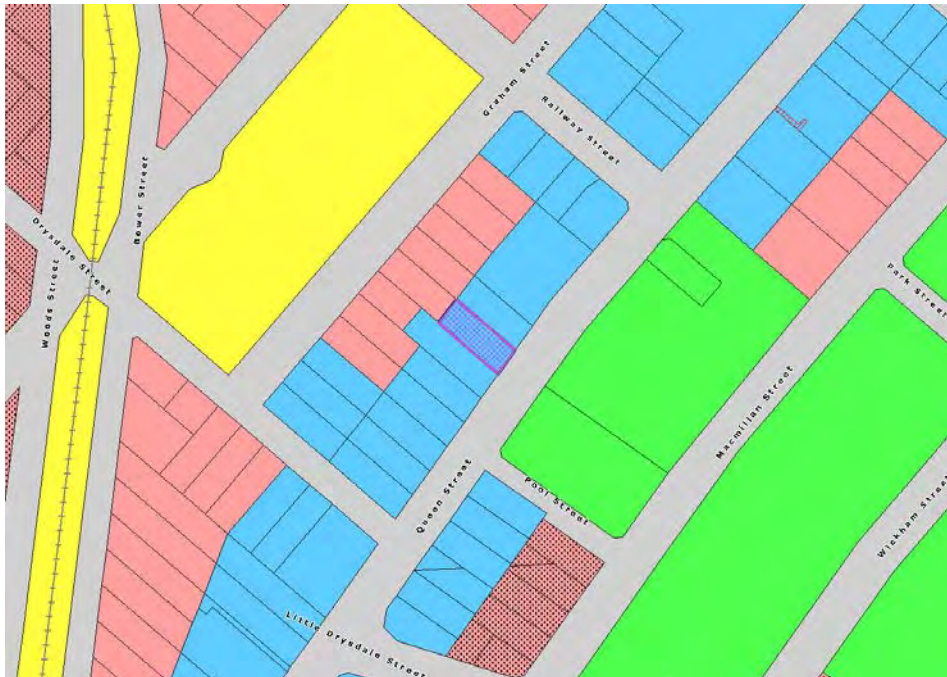 Graham Street
Railway Street
Bower Street
Drysdale Street
Woods Street
Park Street
Macmillan Street
Queen Street
Pool Street
Wickham Street
Little Drysdale Street